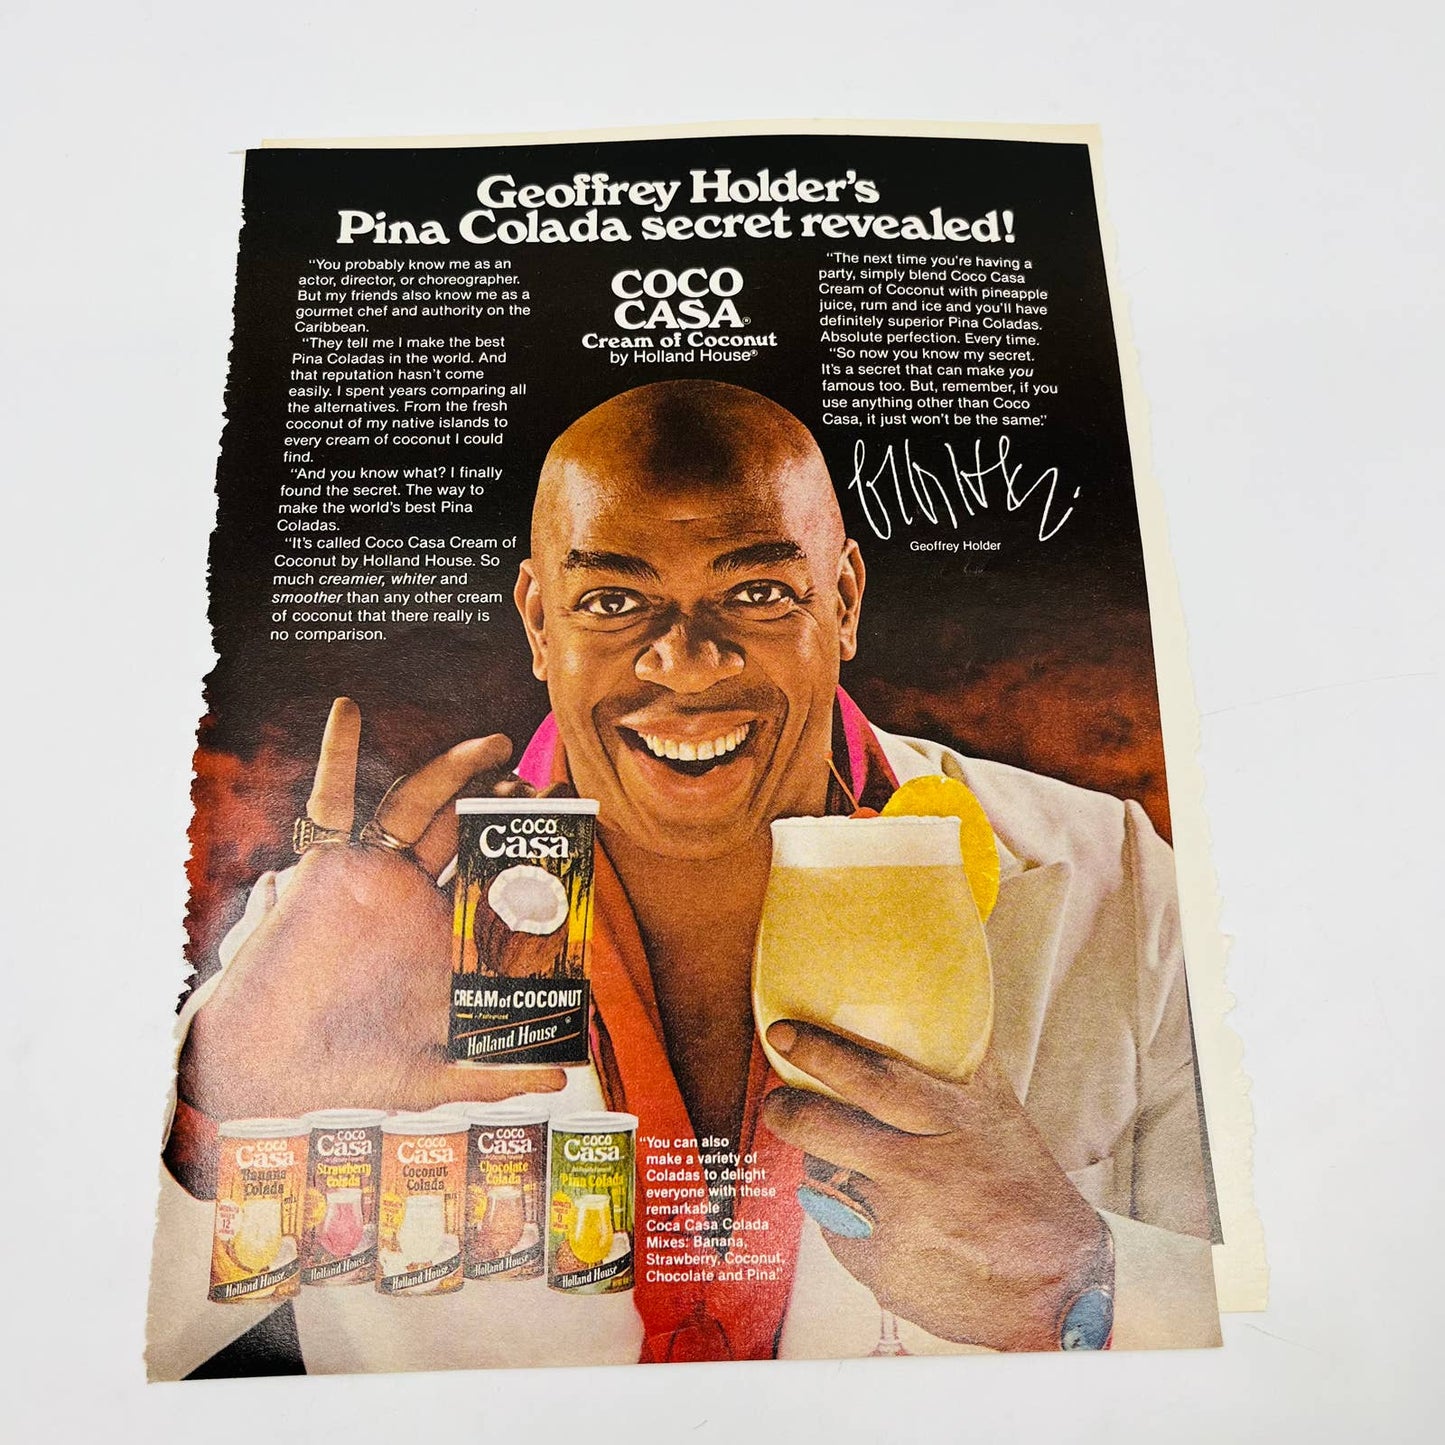 Geoffrey Holder's
Pina Colada secret revealed!
"You probably know me as an
actor, director, or choreographer.
But my friends also know me as a
gourmet chef and authority on the
Caribbean.
"They tell me I make the best
Pina Coladas in the world. And
that reputation hasn't come
easily. I spent years comparing all
the alternatives. From the fresh
coconut of my native islands to
every cream of coconut I could
find.
"And you know what? I finally
found the secret. The way to
make the world's best Pina
Coladas.
"It's called Coco Casa Cream of
Coconut by Holland House. So
much creamier, whiter and
smoother than any other cream
of coconut that there really is
no comparison.
COCO
CASA®
Cream of Coconut
by Holland House®
"The next time you're having a
party, simply blend Coco Casa
Cream of Coconut with pineapple
juice, rum and ice and you'll have
definitely superior Pina Coladas.
Absolute perfection. Every time.
"So now you know my secret.
It's a secret that can make you
famous too. But, remember, if you
use anything other than Coco
Casa, it just won't be the same."
Geoffrey Holder
COCO
Casa
CREAM of COCONUT
Holland House ®
COCO
Casa
Banana
Colada
mix
12
Holland House
COCO
Casa
Strawberry
Colada
Holland House
COCO
Casa
Coconut
Colada
mix
Holland House
COCO
Casa
Chocolate
Colada
Holland House
COCO
Casa
Pina Colada
mix
Holland House
"You can also
make a variety of
Coladas to delight
everyone with these
remarkable
Coca Casa Colada
Mixes: Banana,
Strawberry, Coconut,
Chocolate and Pina."